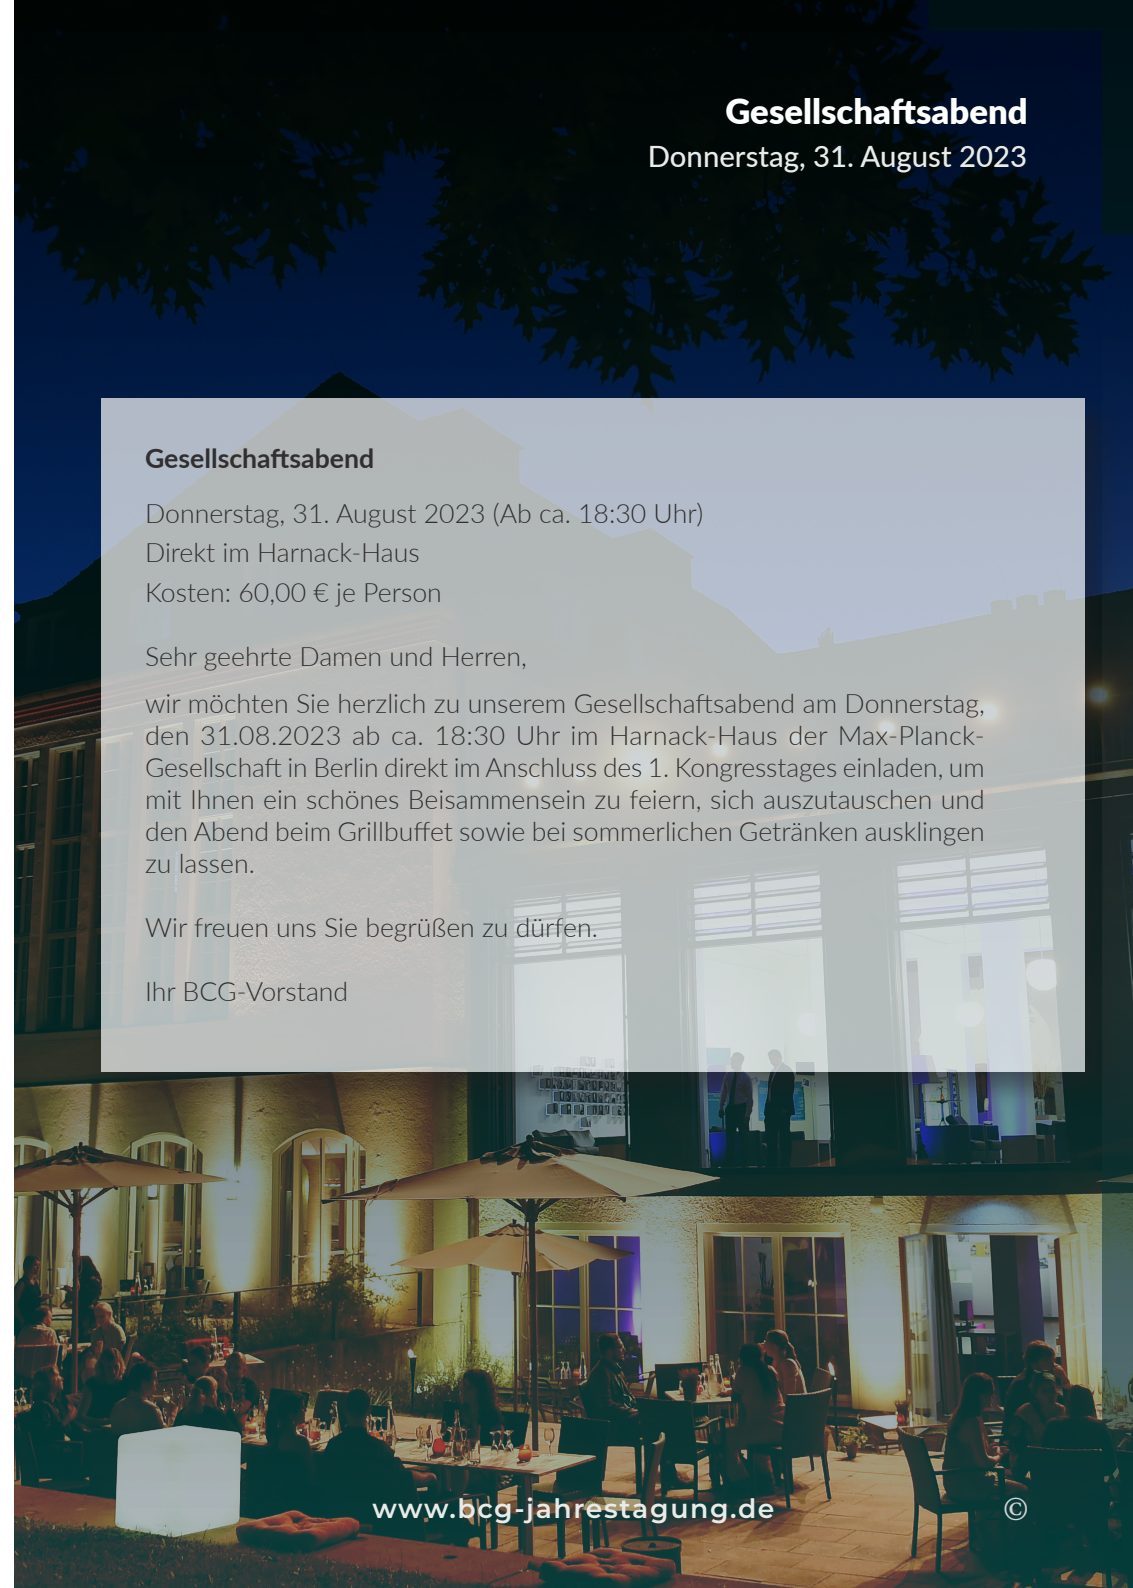 Gesellschaftsabend
Donnerstag, 31. August 2023
Gesellschaftsabend
Donnerstag, 31. August 2023 (Ab ca. 18:30 Uhr)
Direkt im Harnack-Haus
Kosten: 60,00 € je Person
Sehr geehrte Damen und Herren,
wir möchten Sie herzlich zu unserem Gesellschaftsabend am Donnerstag,
den 31.08.2023 ab ca. 18:30 Uhr im Harnack-Haus der Max-Planck-
Gesellschaft in Berlin direkt im Anschluss des 1. Kongresstages einladen, um
mit Ihnen ein schönes Beisammensein zu feiern, sich auszutauschen und
den Abend beim Grillbuffet sowie bei sommerlichen Getränken ausklingen
zu lassen.
Wir freuen uns Sie begrüßen zu dürfen.
Ihr BCG-Vorstand
www.bcg-jahrestagung.de
©